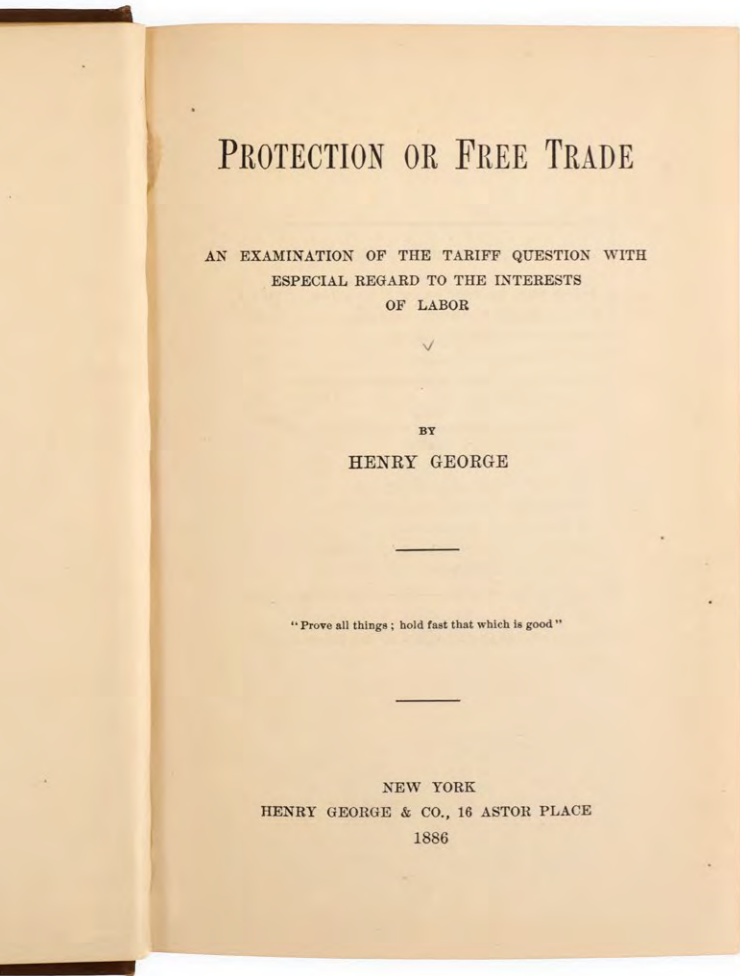 PROTECTION OR FREE TRADE
AN EXAMINATION OF THE TARIFF QUESTION WITH
ESPECIAL REGARD TO THE INTERESTS
OF LABOR
BY
HENRY GEORGE
"Prove all things; hold fast that which is good"
NEW YORK
HENRY GEORGE & CO., 16 ASTOR PLACE
1886